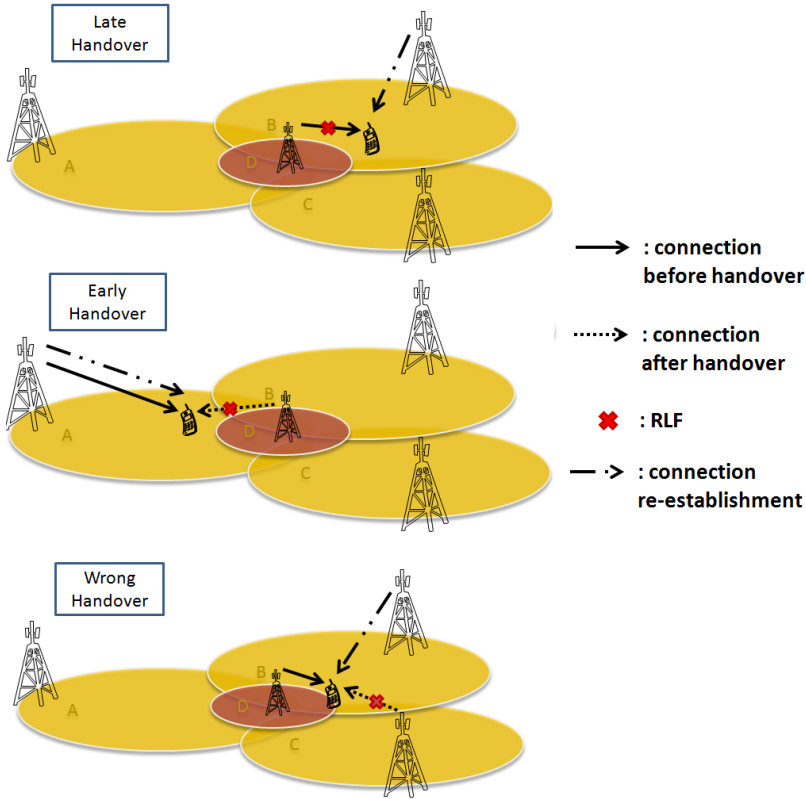 Late
Handover
B
D
A
C
: connection
before handover
Early
Handover
: connection
after handover
B
A
D
: RLF
C
: connection
re-establishment
Wrong
Handover
B
D
A
C